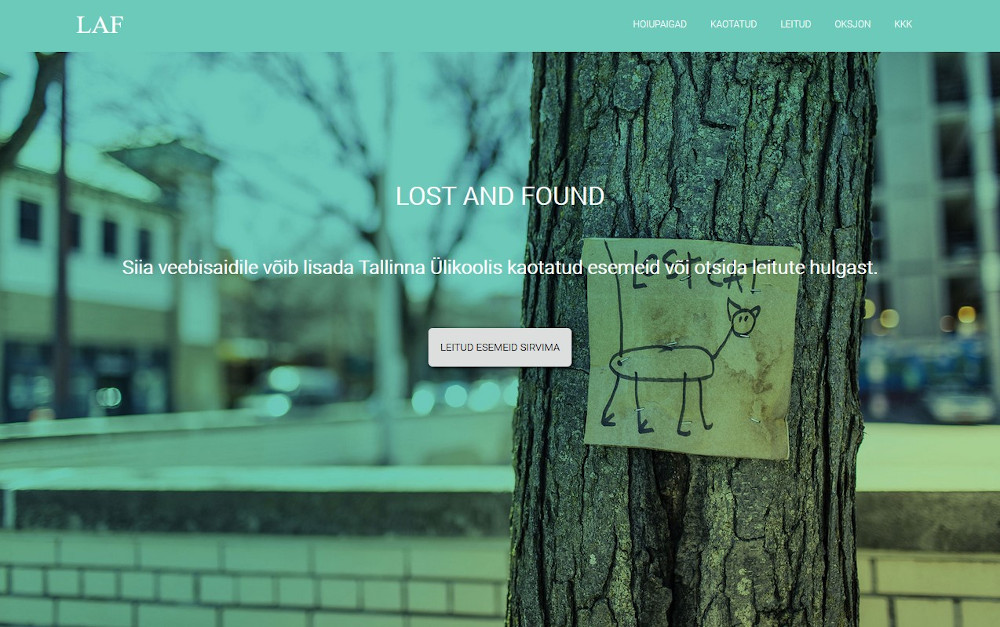 LAF
HOIUPAIGAD KAOTATUD LEITUD OKSJON KKK
LOST AND FOUND
Siia veebisaidile võib lisada Tallinna Ülikoolis kaotatud esemeid või otsida leitute hulgast.
LOST CAT
LEITUD ESEMEID SIRVIMA